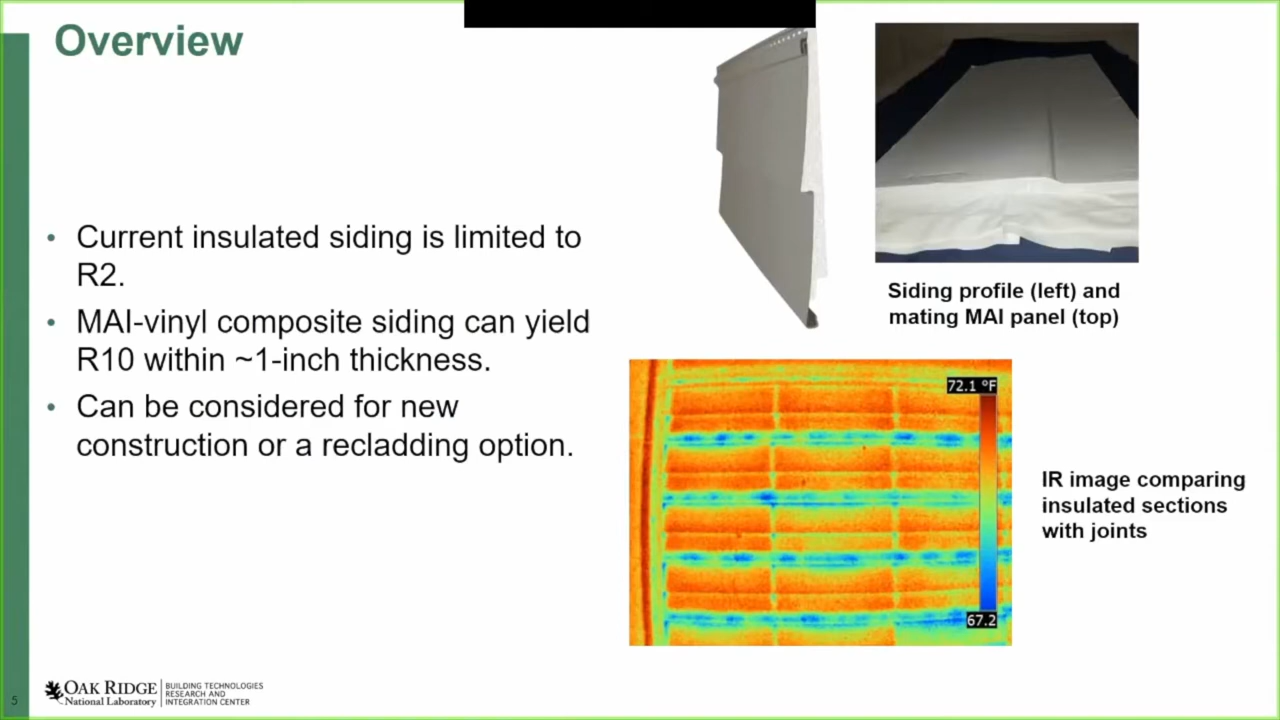 Overview
• Current insulated siding is limited to
R2.
• MAI-vinyl composite siding can yield
R10 within ~1-inch thickness.
• Can be considered for new
construction or a recladding option.
Siding profile (left) and
mating MAI panel (top)
72.1 °F
67.2
IR image comparing
insulated sections
with joints
5
OAK RIDGE
National Laboratory
BUILDING TECHNOLOGIES
RESEARCH AND
INTEGRATION CENTER